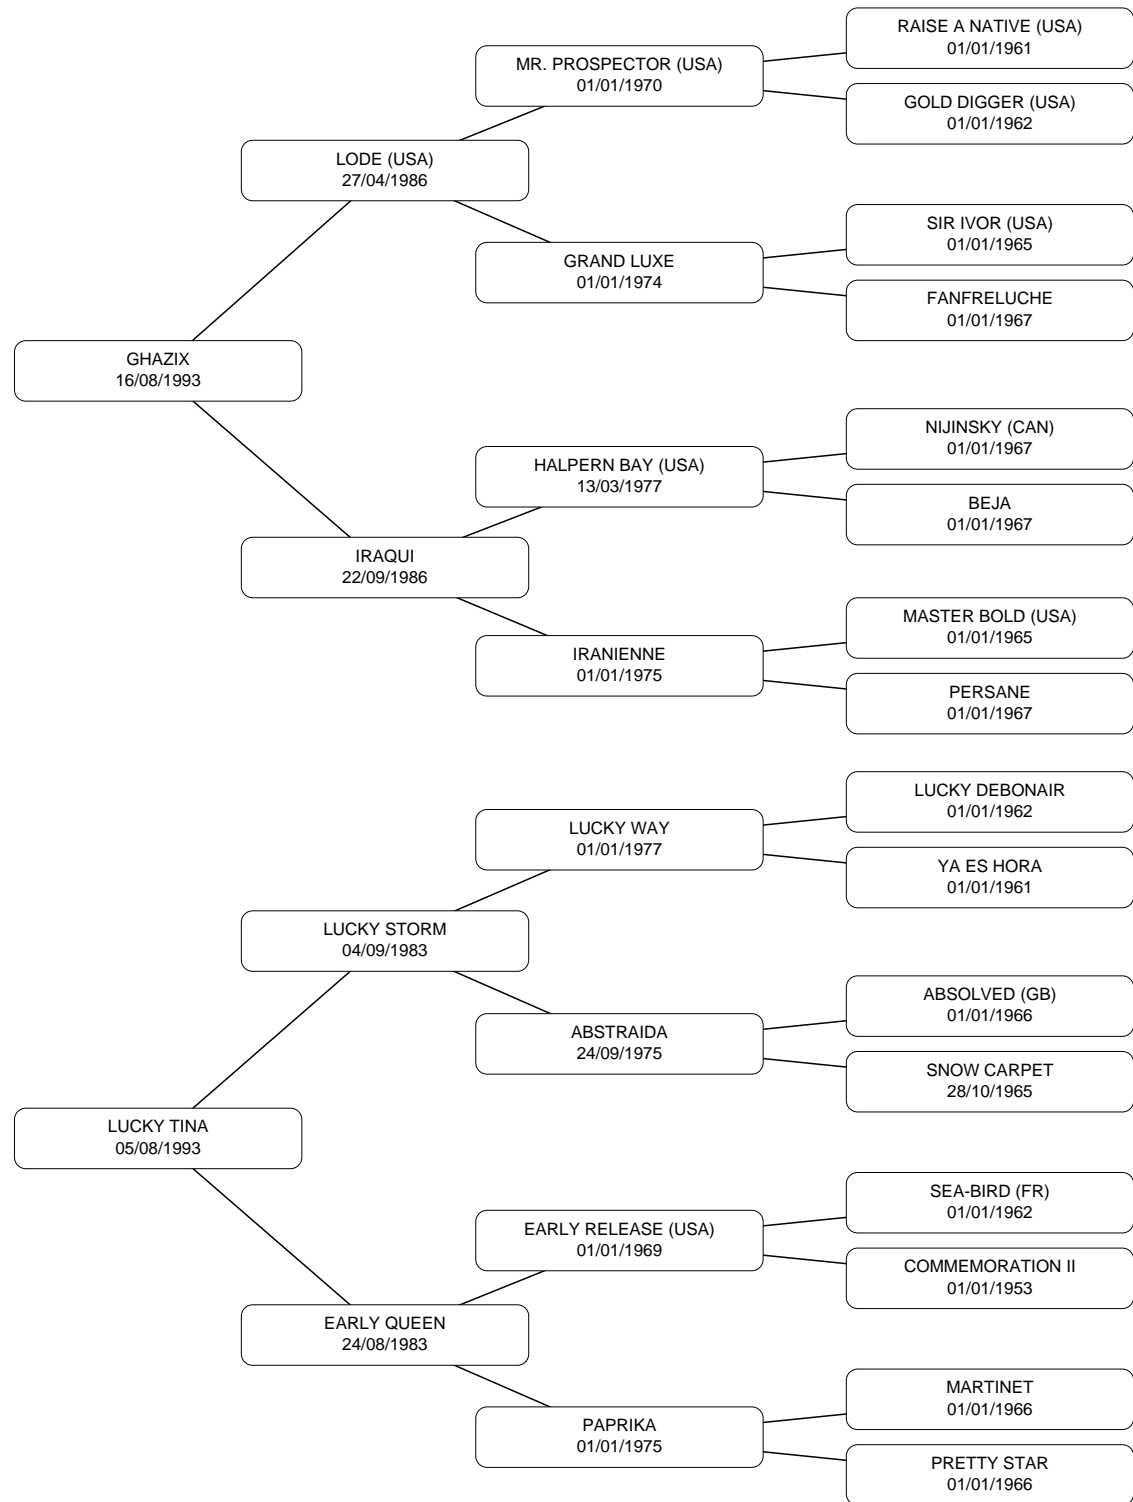 RAISE A NATIVE (USA)
01/01/1961
MR. PROSPECTOR (USA)
01/01/1970
GOLD DIGGER (USA)
01/01/1962
LODE (USA)
27/04/1986
SIR IVOR (USA)
01/01/1965
GRAND LUXE
01/01/1974
FANFRELUCHE
01/01/1967
GHAZIX
16/08/1993
NIJINSKY (CAN)
01/01/1967
HALPERN BAY (USA)
13/03/1977
BEJA
01/01/1967
IRAQUI
22/09/1986
MASTER BOLD (USA)
01/01/1965
IRANIENNE
01/01/1975
PERSANE
01/01/1967
LUCKY DEBONAIR
01/01/1962
LUCKY WAY
01/01/1977
YA ES HORA
01/01/1961
LUCKY STORM
04/09/1983
ABSOLVED (GB)
01/01/1966
ABSTRAIDA
24/09/1975
SNOW CARPET
28/10/1965
LUCKY TINA
05/08/1993
SEA-BIRD (FR)
01/01/1962
EARLY RELEASE (USA)
01/01/1969
COMMEMORATION II
01/01/1953
EARLY QUEEN
24/08/1983
MARTINET
01/01/1966
PAPRIKA
01/01/1975
PRETTY STAR
01/01/1966